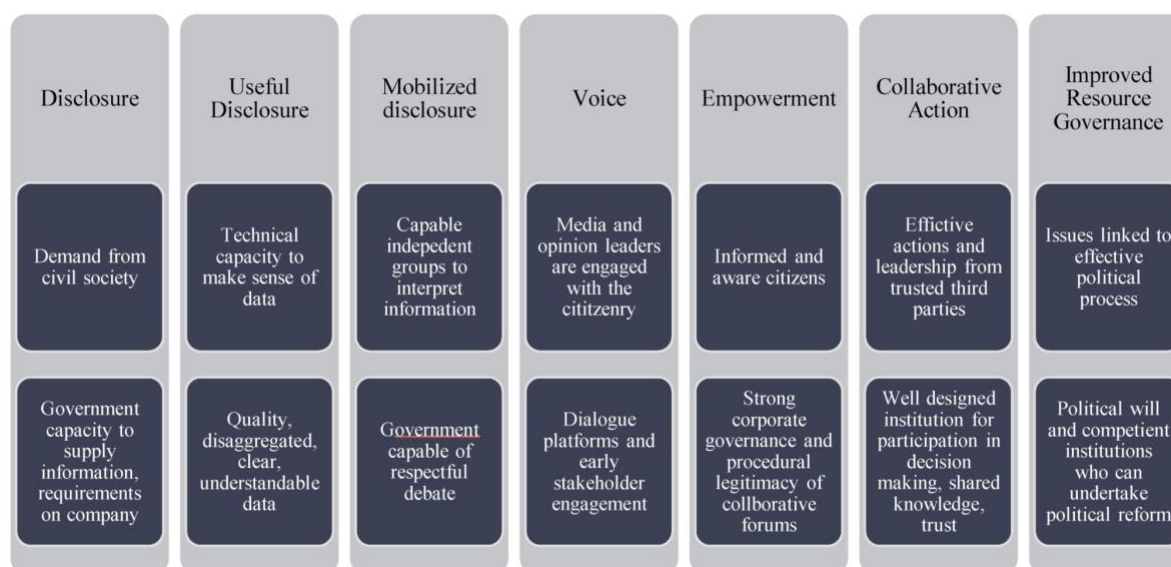 Disclosure
Demand from
civil society
Government
capacity to
supply
information,
requirements
on company
Useful
Disclosure
Technical
capacity to
make sense of
data
Quality,
disaggregated,
clear,
understandable
data
Mobilized
disclosure
Capable
indepedent
groups to
interpret
information
Government
capable of
respectful
debate
Voice
Media and
opinion leaders
are engaged
with the
cititzenry
Dialogue
platforms and
early
stakeholder
engagement
Empowerment
Informed and
aware citizens
Strong
corporate
governance and
procedural
legitimacy of
collborative
forums
Collaborative
Action
Effictive
actions and
leadership from
trusted third
parties
Well designed
institution for
participation in
decision
making, shared
knowledge,
trust
Improved
Resource
Governance
Issues linked to
effective
political
process
Political will
and competient
institutions
who can
undertake
political reform